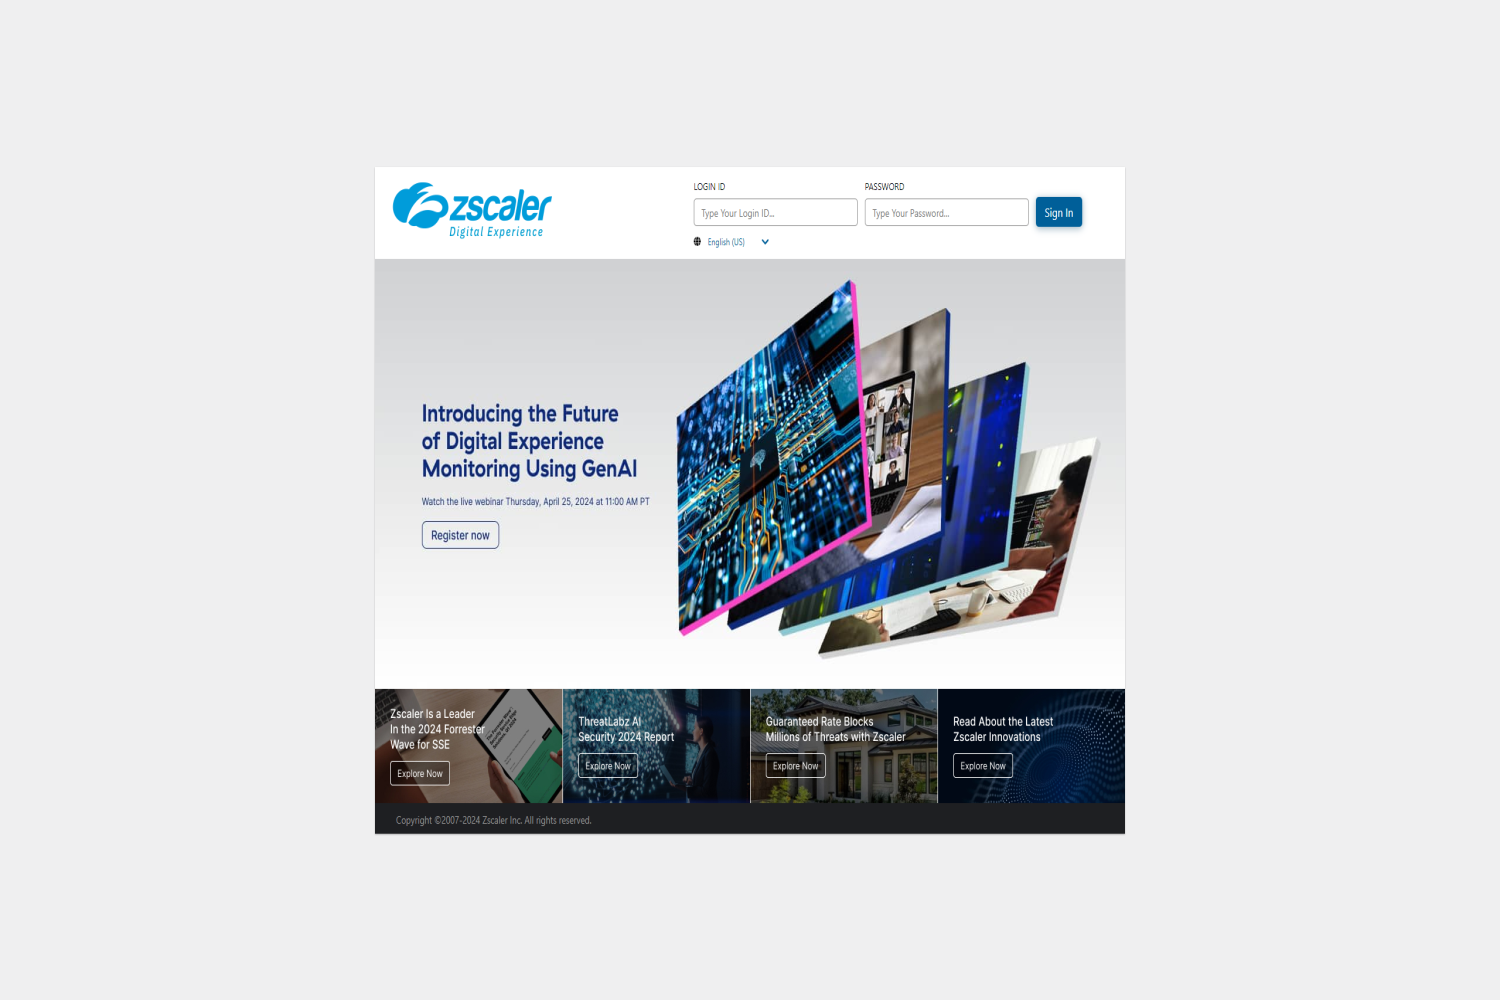 zscaler
Digital Experience
LOGIN ID
PASSWORD
Type Your Login ID...
Type Your Password...
Sign In
English (US)
Introducing the Future
of Digital Experience
Monitoring Using GenAI
Watch the live webinar Thursday, April 25, 2024 at 11:00 AM PT
Register now
Zscaler Is a Leader
In the 2024 Forrester
Wave for SSE
Explore Now
ThreatLabz AI
Security 2024 Report
Explore Now
Guaranteed Rate Blocks
Millions of Threats with Zscaler
Explore Now
Read About the Latest
Zscaler Innovations
Explore Now
Copyright ©2007-2024 Zscaler Inc. All rights reserved.